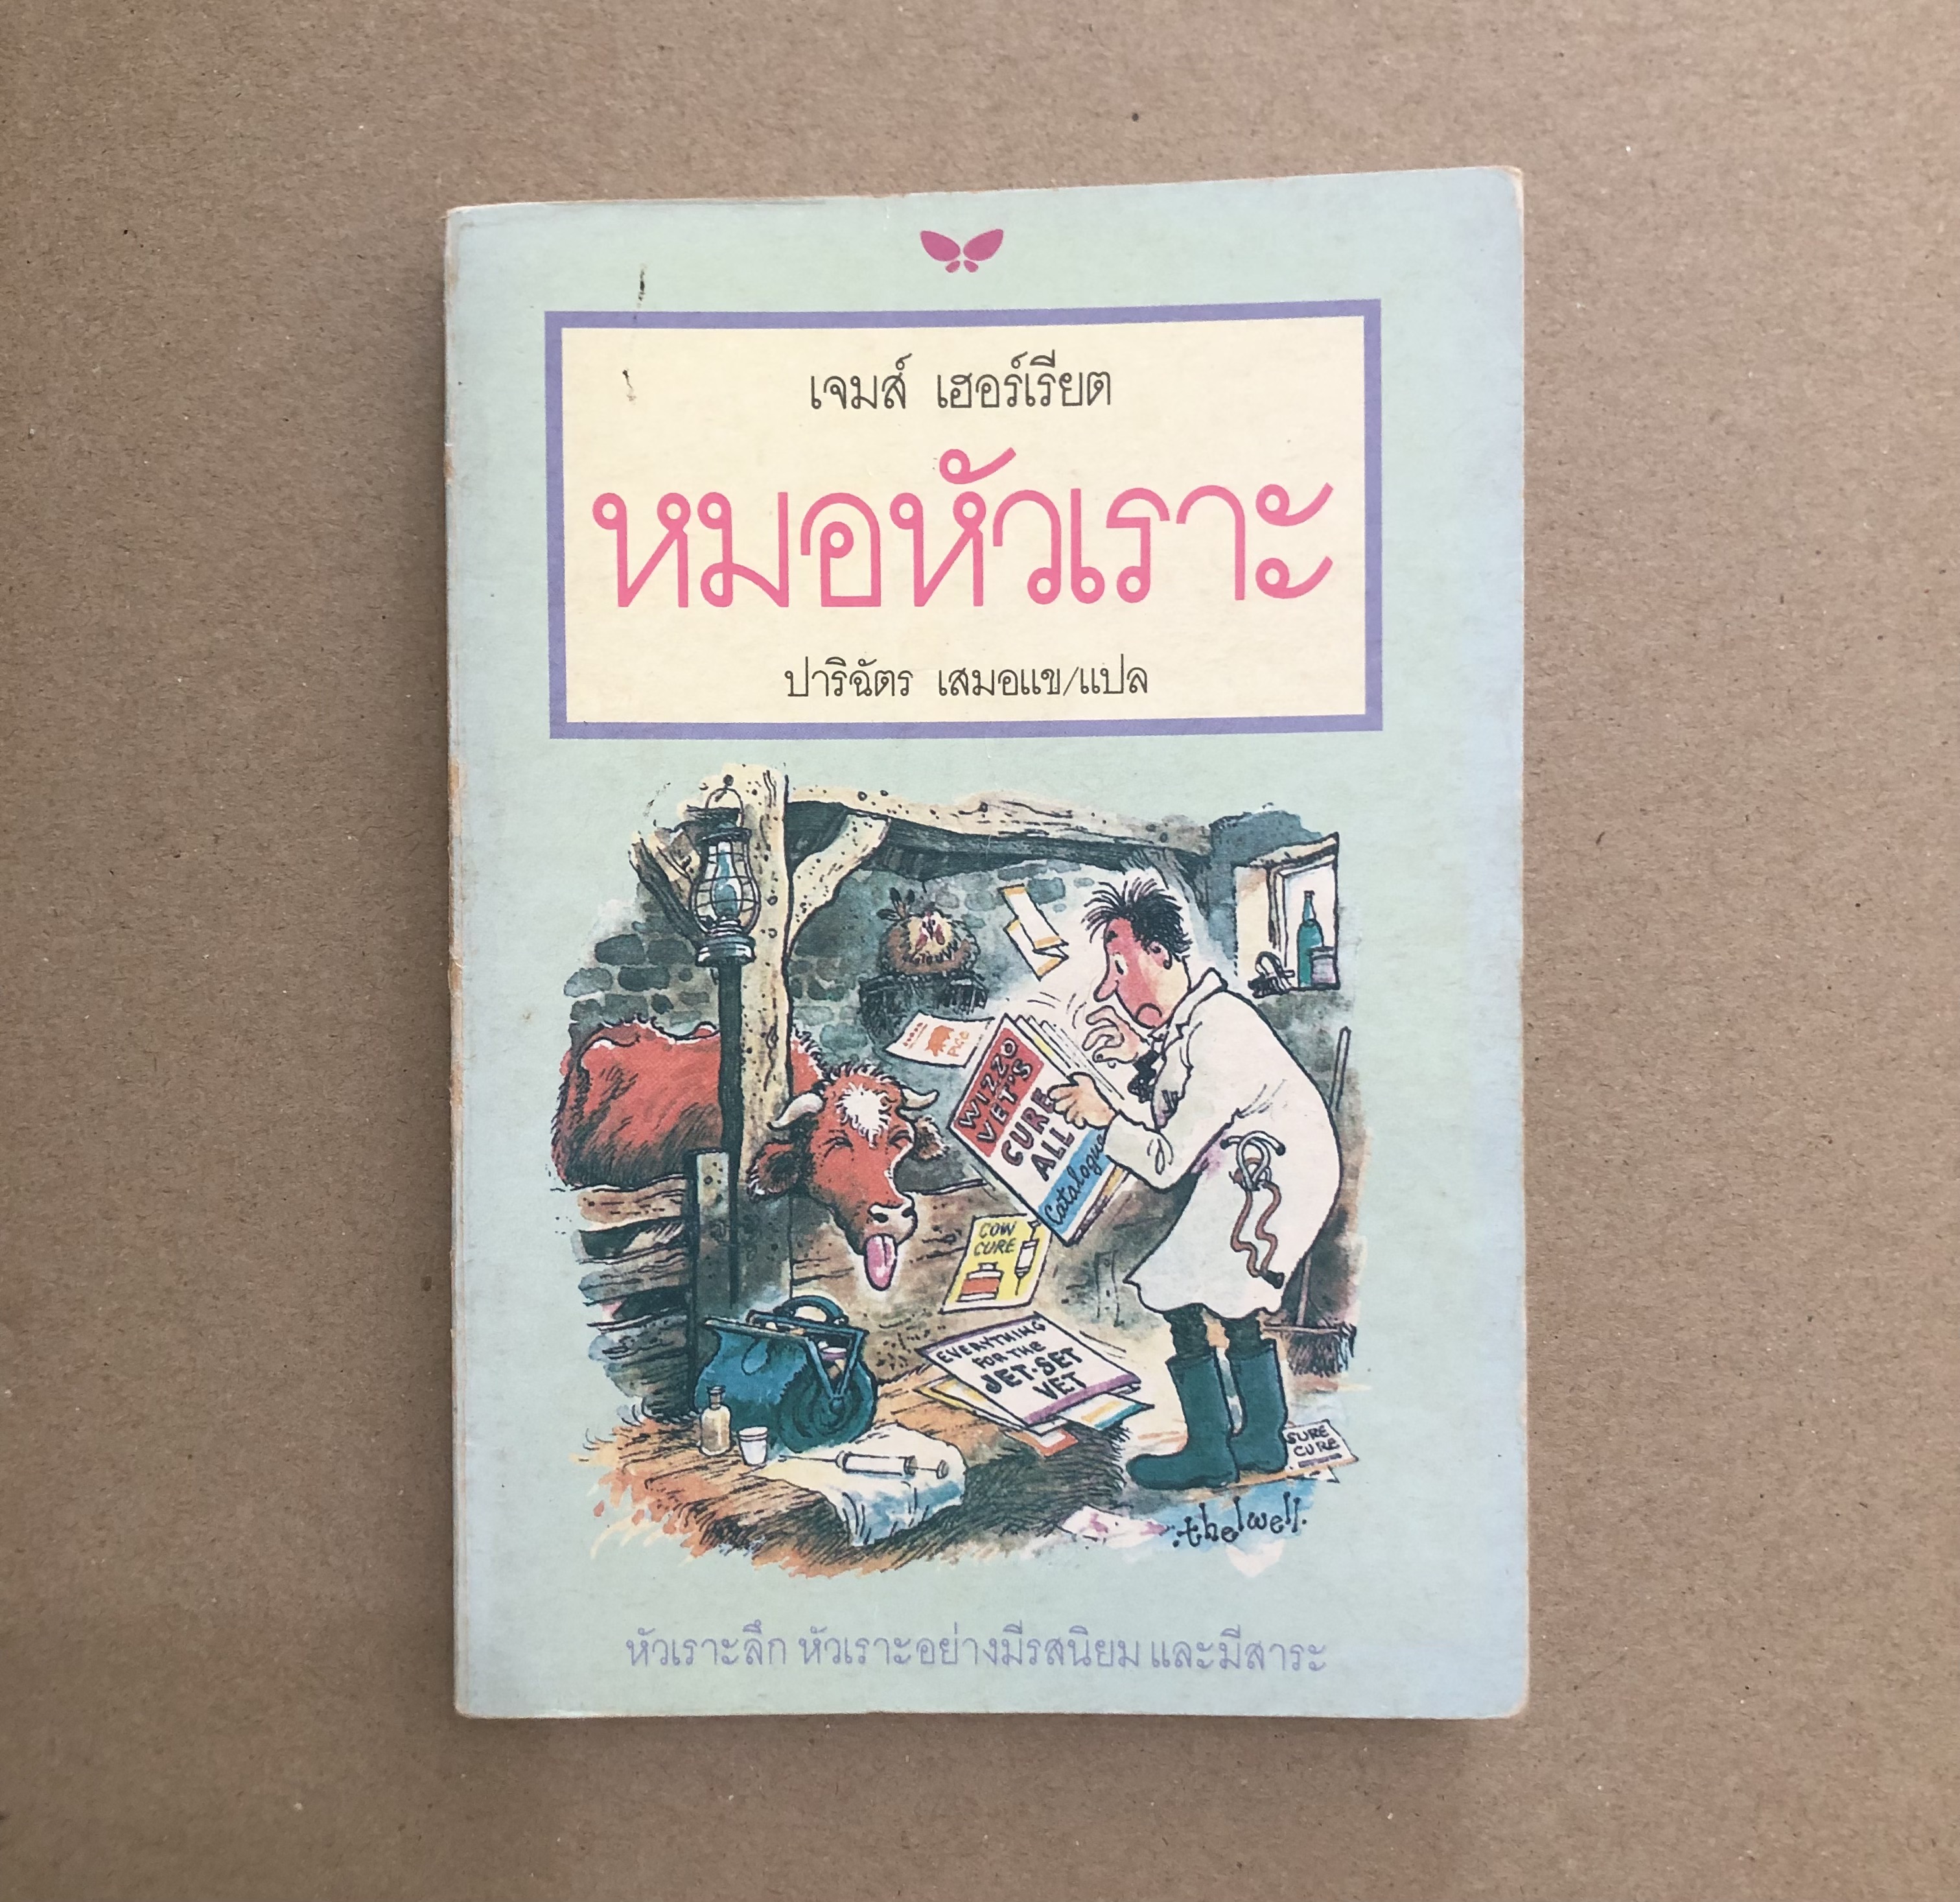 เจมส์ เฮอร์เรียต
หมอหัวเราะ
ปาริฉัตร เสมอแข/แปล
PIGS
WIZZO
VET'S
CURE
ALL
Catalogue
COW
CURE
EVERYTHING
FOR THE
JET-SET
VET
SURE
CURE
thelwell.
หัวเราะลึก หัวเราะอย่างมีรสนิยม และมีสาระ